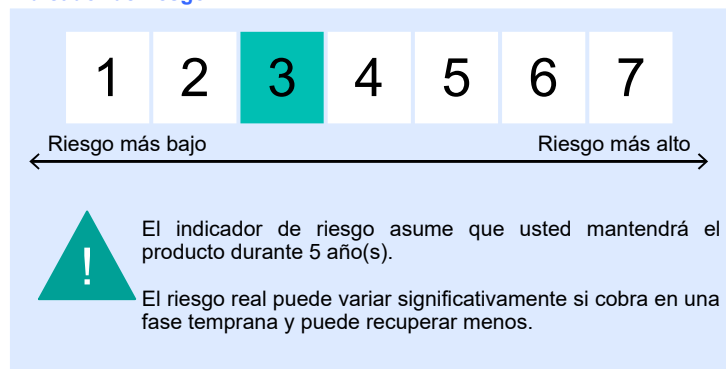 1 2 3 4 5 6 7
Riesgo más bajo Riesgo más alto
! El indicador de riesgo asume que usted mantendrá el
producto durante 5 año(s).
El riesgo real puede variar significativamente si cobra en una
fase temprana y puede recuperar menos.